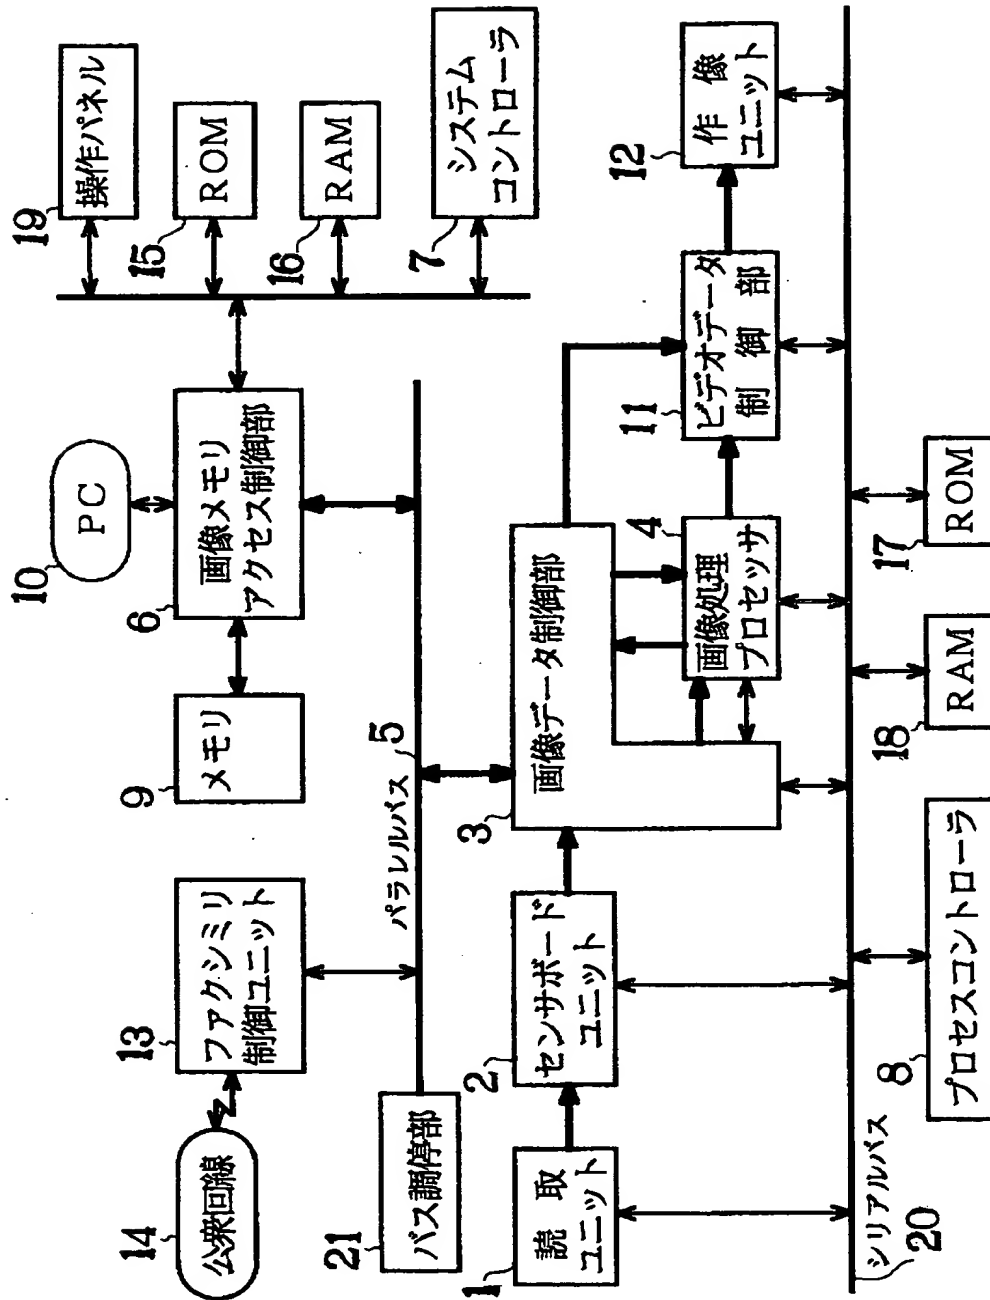 14
公衆回線
13
ファクシミリ
制御ユニット
9
メモリ
10
PC
6
画像メモリ
アクセス制御部
19
操作パネル
15
ROM
16
RAM
7
システム
コントローラ
21
バス調停部
パラレルバス
5
1
読取
ユニット
2
センサボード
ユニット
3
画像データ制御部
4
画像処理
プロセッサ
11
ビデオデータ
制御部
12
作像
ユニット
シリアルバス
20
8
プロセスコントローラ
18
RAM
17
ROM